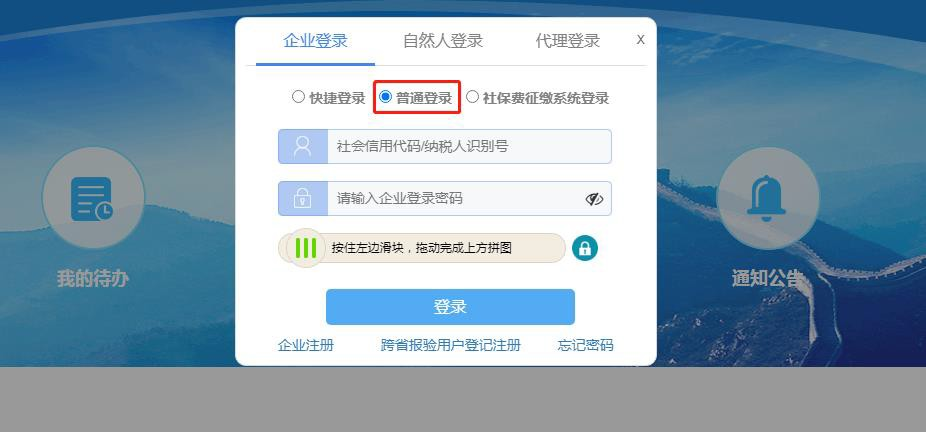 企业登录 自然人登录 代理登录 X
快捷登录 普通登录 社保费征缴系统登录
社会信用代码/纳税人识别号
请输入企业登录密码
按住左边滑块，拖动完成上方拼图
我的待办 通知公告
登录
企业注册 跨省报验用户登记注册 忘记密码